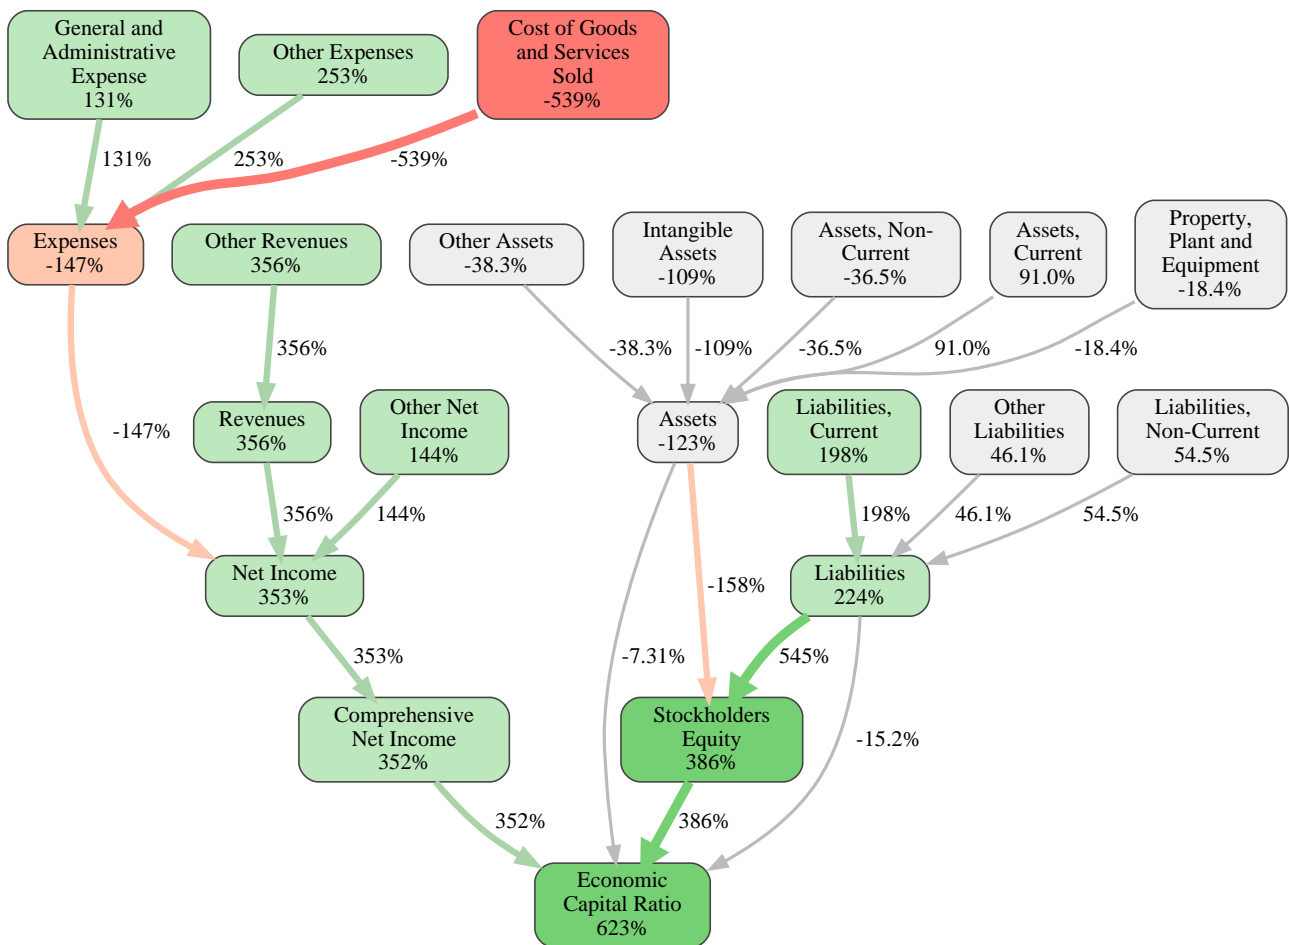 General and
Administrative
Expense
131%
Other Expenses
253%
Cost of Goods
and Services
Sold
-539%
131%
253%
-539%
Expenses
-147%
Other Revenues
356%
Other Assets
-38.3%
Intangible
Assets
-109%
Assets, Non-
Current
-36.5%
Assets,
Current
91.0%
Property,
Plant and
Equipment
-18.4%
356%
-38.3%
-109%
-36.5%
91.0%
-18.4%
-147%
Revenues
356%
Other Net
Income
144%
Assets
-123%
Liabilities,
Current
198%
Other
Liabilities
46.1%
Liabilities,
Non-Current
54.5%
356%
144%
198%
46.1%
54.5%
Net Income
353%
-158%
Liabilities
224%
353%
-7.31%
545%
Comprehensive
Net Income
352%
Stockholders
Equity
386%
-15.2%
352%
386%
Economic
Capital Ratio
623%